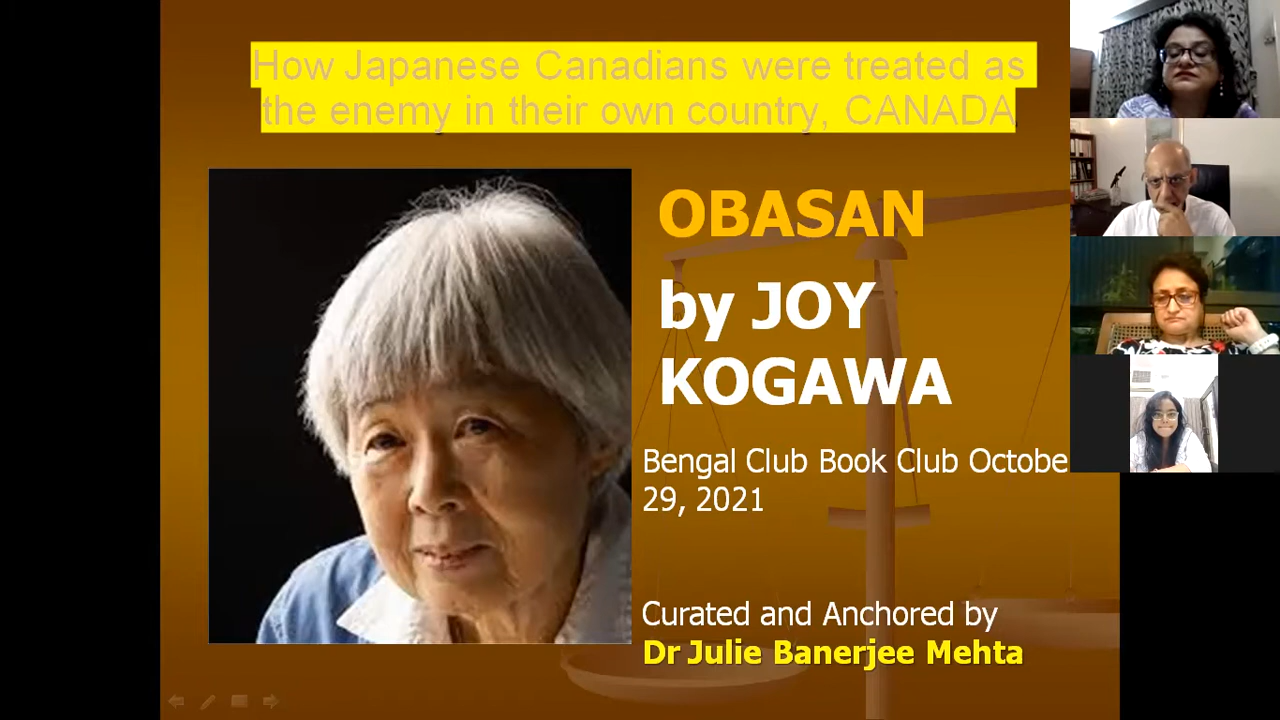 How Japanese Canadians were treated as
the enemy in their own country, CANADA
OBASAN
by JOY
KOGAWA
Bengal Club Book Club Octobe
29, 2021
Curated and Anchored by
Dr Julie Banerjee Mehta